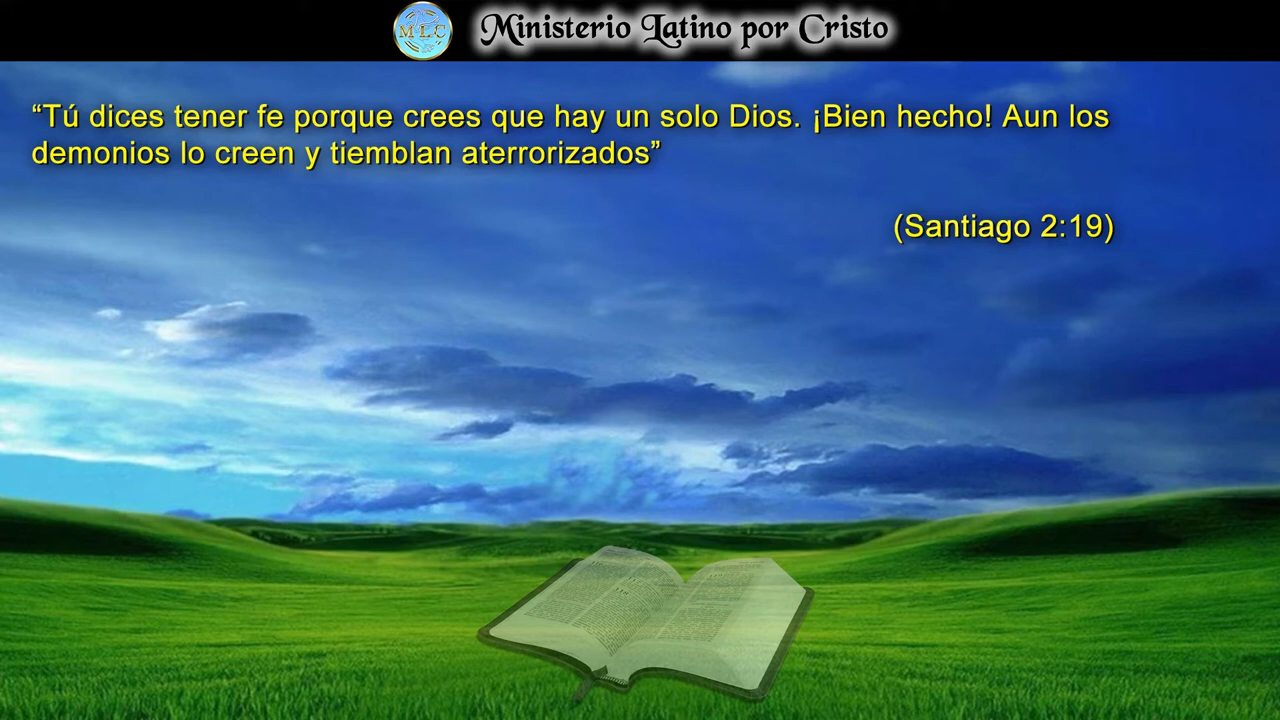 MLC
Ministerio Latino por Cristo
“Tú dices tener fe porque crees que hay un solo Dios. ¡Bien hecho! Aun los
demonios lo creen y tiemblan aterrorizados”
(Santiago 2:19)